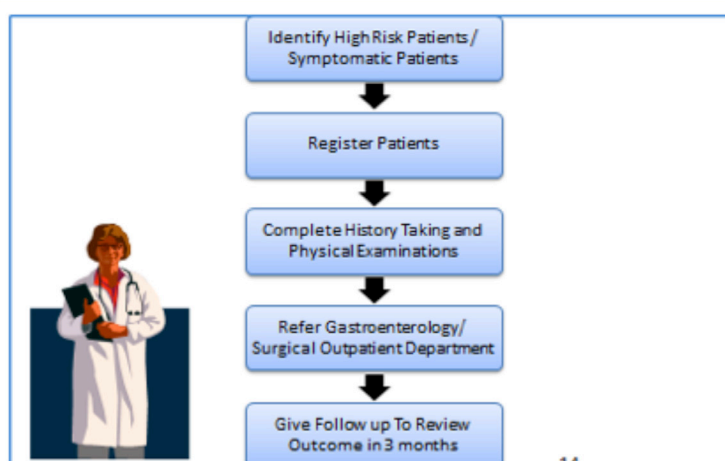 Identify High Risk Patients /
Symptomatic Patients
Register Patients
Complete History Taking and
Physical Examinations
Refer Gastroenterology/
Surgical Outpatient Department
Give Follow up To Review
Outcome in 3 months